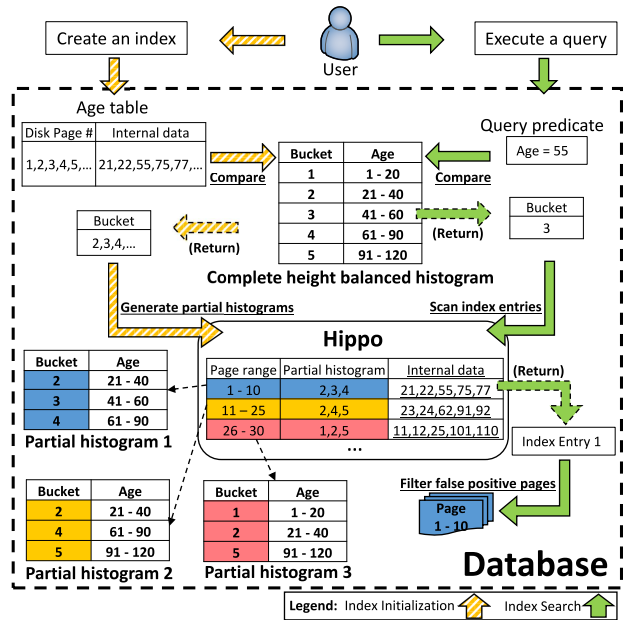 Create an index
User
Execute a query
Age table
Disk Page # Internal data
1,2,3,4,5,... 21,22,55,75,77,...
Compare
Bucket Age
1 1 - 20
2 21 - 40
3 41 - 60
4 61 - 90
5 91 - 120
Complete height balanced histogram
Query predicate
Age = 55
Compare
Bucket
2,3,4,...
(Return)
(Return)
Bucket
3
Generate partial histograms
Scan index entries
Hippo
Page range Partial histogram Internal data
1 - 10 2,3,4 21,22,55,75,77
11 – 25 2,4,5 23,24,62,91,92
26 - 30 1,2,5 11,12,25,101,110
...
(Return)
Index Entry 1
Bucket Age
2 21 - 40
3 41 - 60
4 61 - 90
Partial histogram 1
Filter false positive pages
Page
1 - 10
Bucket Age
2 21 - 40
4 61 - 90
5 91 - 120
Partial histogram 2
Bucket Age
1 1 - 20
2 21 - 40
5 91 - 120
Partial histogram 3
Database
Legend: Index Initialization Index Search